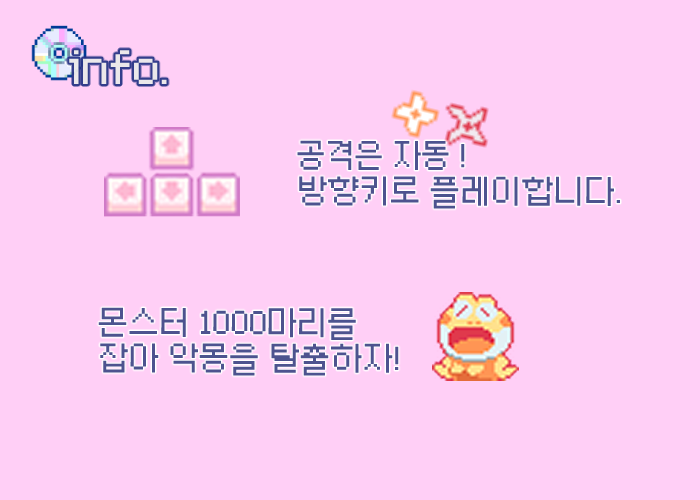 info.
공격은 자동!
방향키로 플레이합니다.
몬스터 1000마리를
잡아 악몽을 탈출하자!